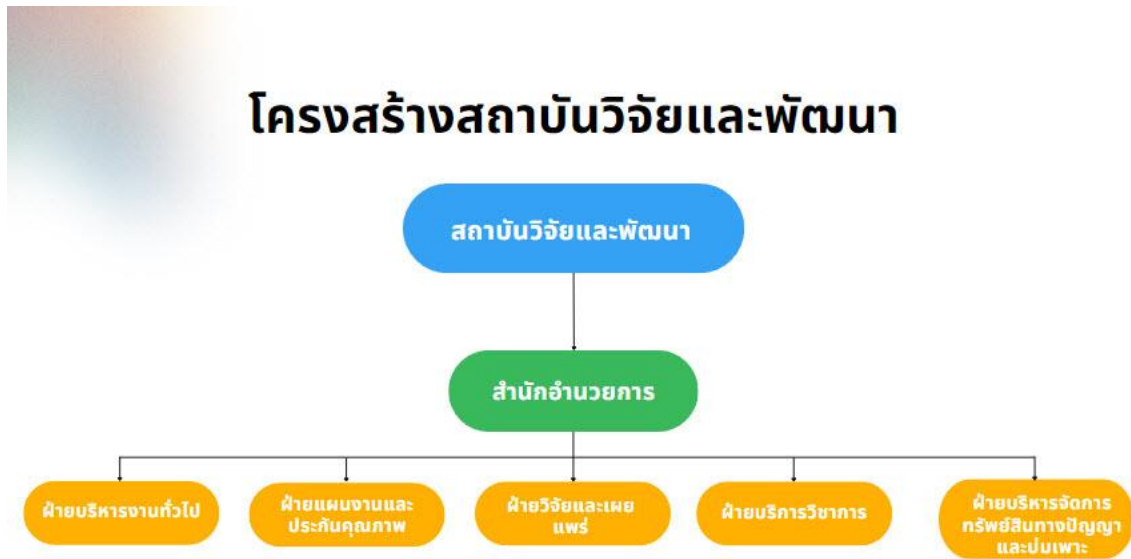 โครงสร้างสถาบันวิจัยและพัฒนา
สถาบันวิจัยและพัฒนา
สำนักอำนวยการ
ฝ่ายบริหารงานทั่วไป
ฝ่ายแผนงานและ
ประกันคุณภาพ
ฝ่ายวิจัยและเผย
แพร่
ฝ่ายบริการวิชาการ
ฝ่ายบริหารจัดการ
ทรัพย์สินทางปัญญา
และบ่มเพาะ